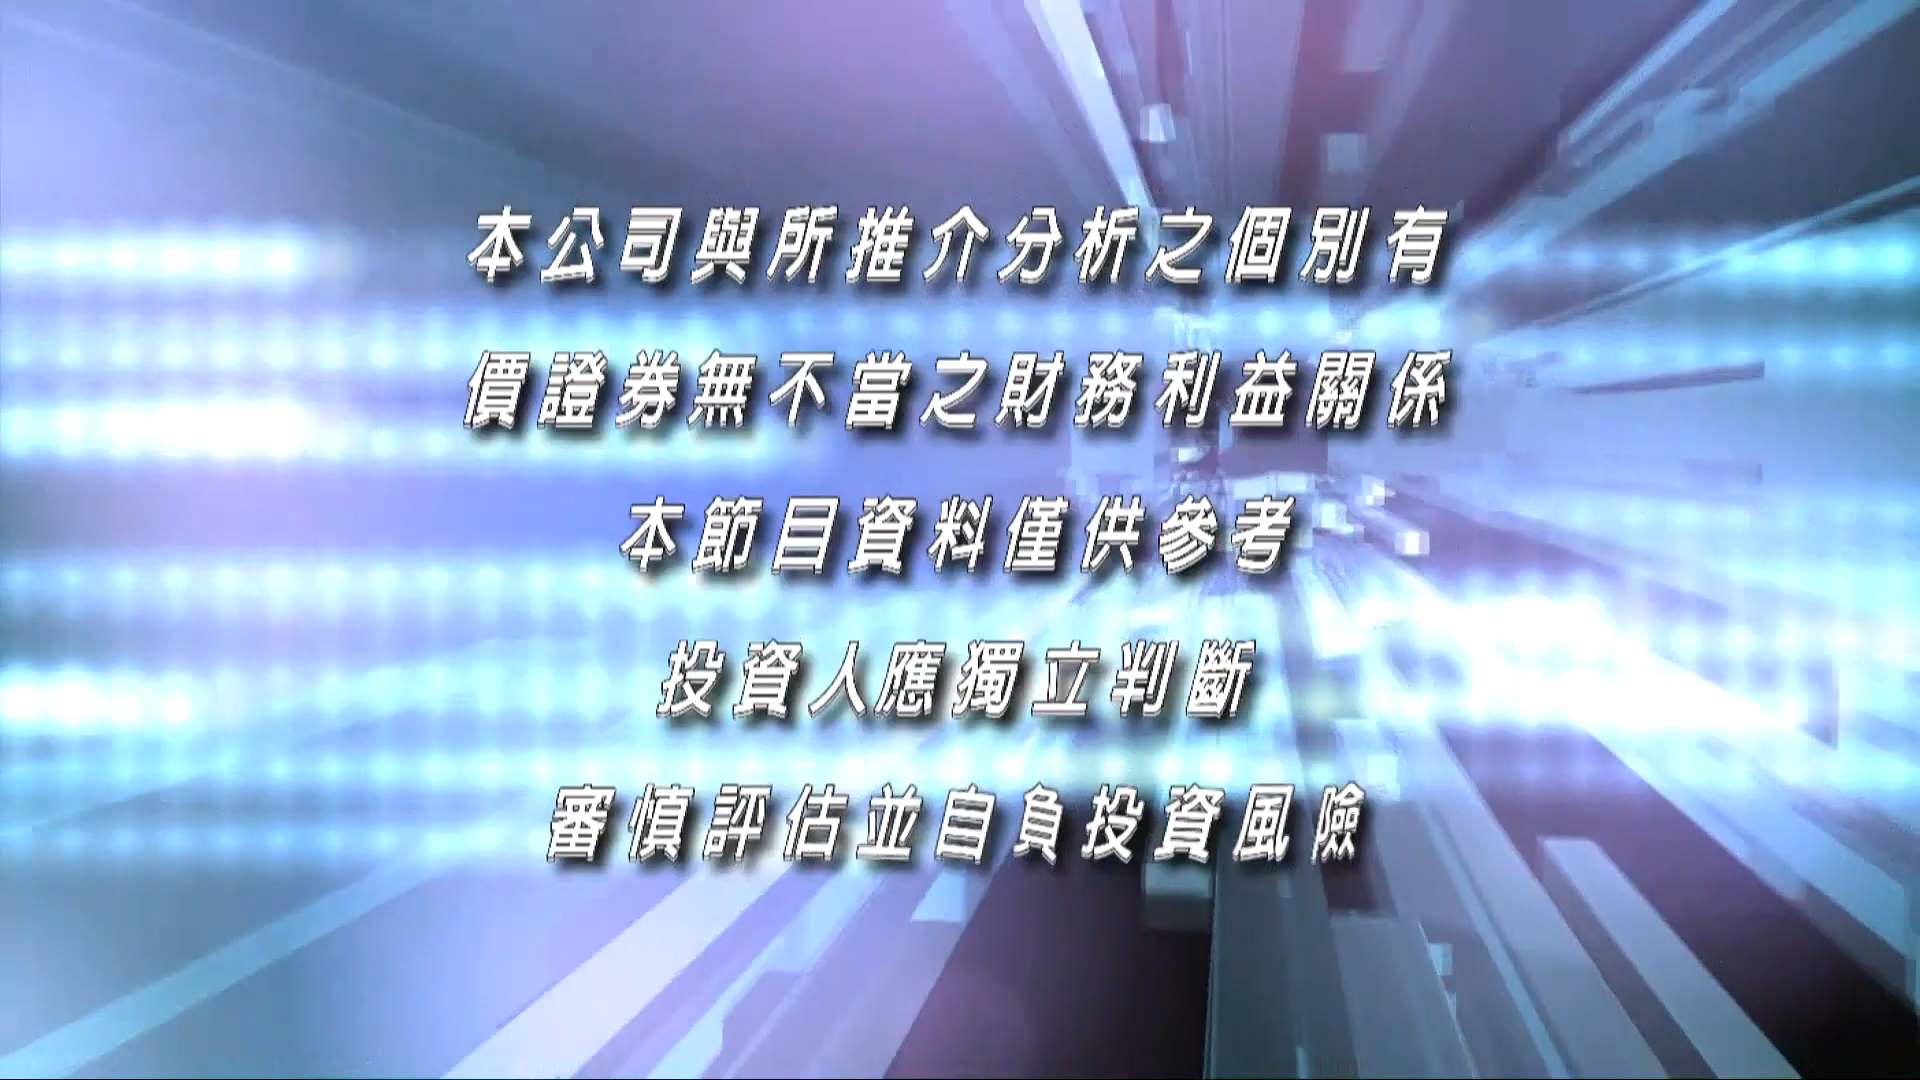 本公司與所推介分析之個別有
價證券無不當之財務利益關係
本節目資料僅供參考
投資人應獨立判斷
審慎評估並自負投資風險